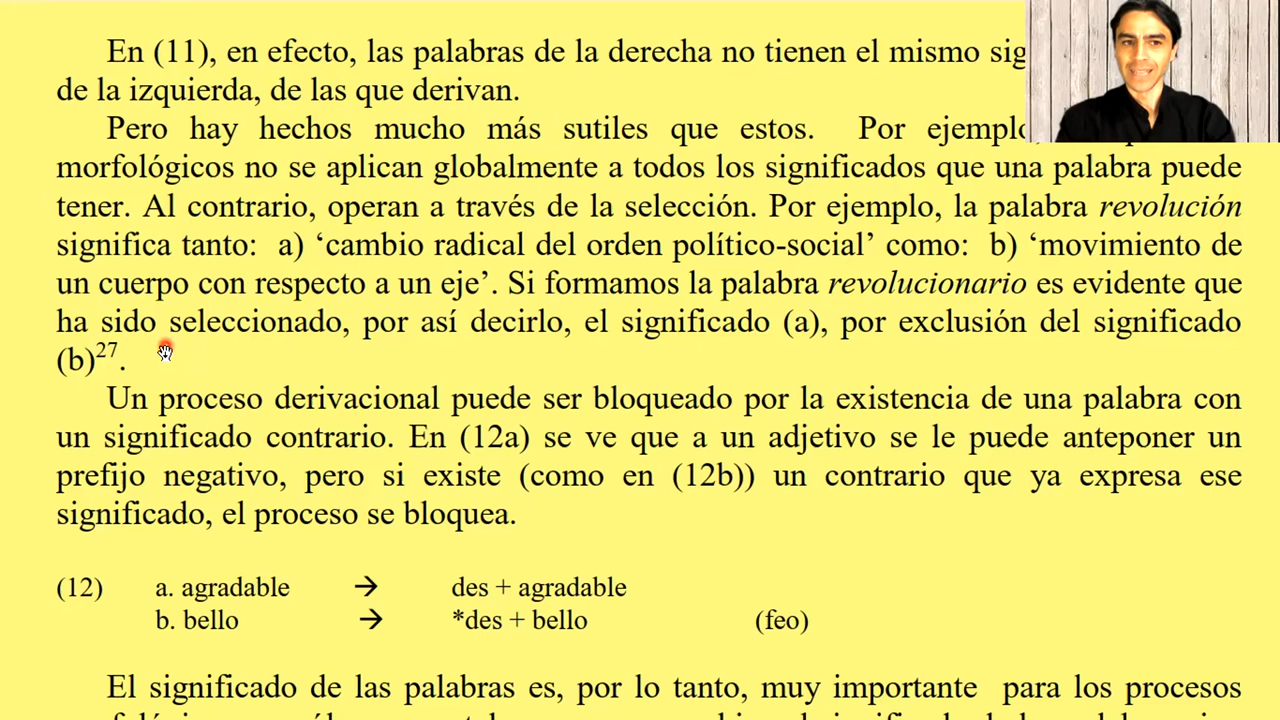 En (11), en efecto, las palabras de la derecha no tienen el mismo
de la izquierda, de las que derivan.
Pero hay hechos mucho más sutiles que estos. Por ejemplo,
morfológicos no se aplican globalmente a todos los significados que una palabra puede
tener. Al contrario, operan a través de la selección. Por ejemplo, la palabra revolución
significa tanto: a) ‘cambio radical del orden político-social’ como: b) ‘movimiento de
un cuerpo con respecto a un eje’. Si formamos la palabra revolucionario es evidente que
ha sido seleccionado, por así decirlo, el significado (a), por exclusión del significado
(b)27.
Un proceso derivacional puede ser bloqueado por la existencia de una palabra con
un significado contrario. En (12a) se ve que a un adjetivo se le puede anteponer un
prefijo negativo, pero si existe (como en (12b)) un contrario que ya expresa ese
significado, el proceso se bloquea.
(12) a. agradable → des + agradable
b. bello → *des + bello (feo)
El significado de las palabras es, por lo tanto, muy importante para los procesos